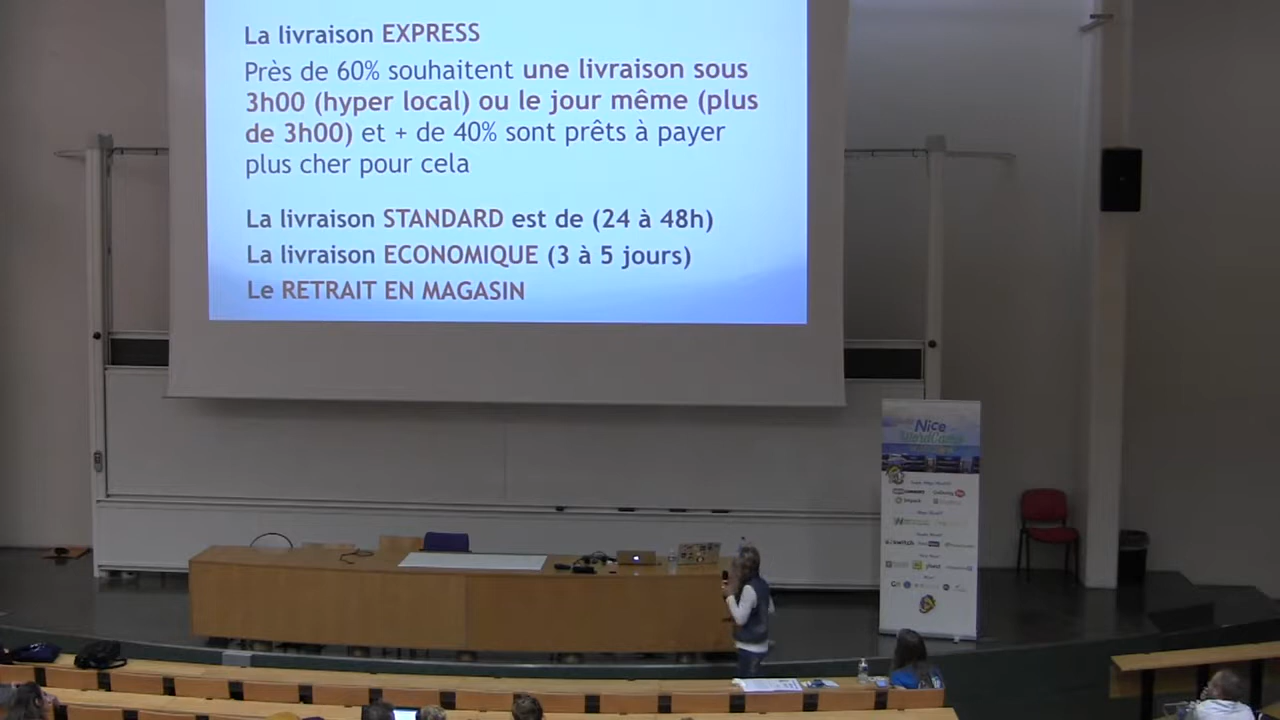 La livraison EXPRESS
Près de 60% souhaitent une livraison sous
3h00 (hyper local) ou le jour même (plus
de 3h00) et + de 40% sont prêts à payer
plus cher pour cela
La livraison STANDARD est de (24 à 48h)
La livraison ECONOMIQUE (3 à 5 jours)
Le RETRAIT EN MAGASIN
Nice
WordCamp